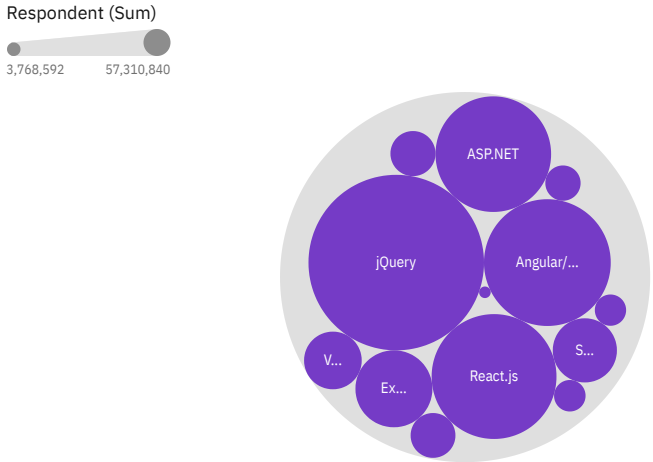 Respondent (Sum)
3,768,592 57,310,840
ASP.NET
jQuery
Angular/...
S...
V...
React.js
Ex...